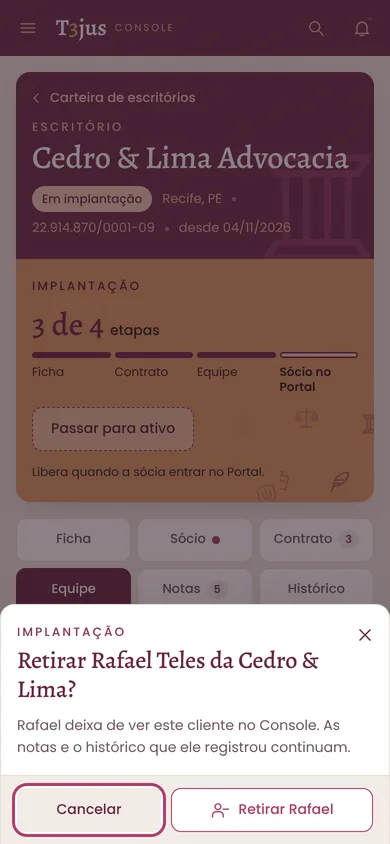 T3jus CONSOLE
Carteira de escritórios
ESCRITÓRIO
Cedro & Lima Advocacia
Em implantação Recife, PE •
22.914.870/0001-09 • desde 04/11/2026
IMPLANTAÇÃO
3 de 4 etapas
Ficha Contrato Equipe Sócio no
Portal
Passar para ativo
Libera quando a sócia entrar no Portal.
Ficha Sócio Contrato 3
Equipe Notas 5 Histórico
IMPLANTAÇÃO
Retirar Rafael Teles da Cedro &
Lima?
Rafael deixa de ver este cliente no Console. As
notas e o histórico que ele registrou continuam.
Cancelar Retirar Rafael